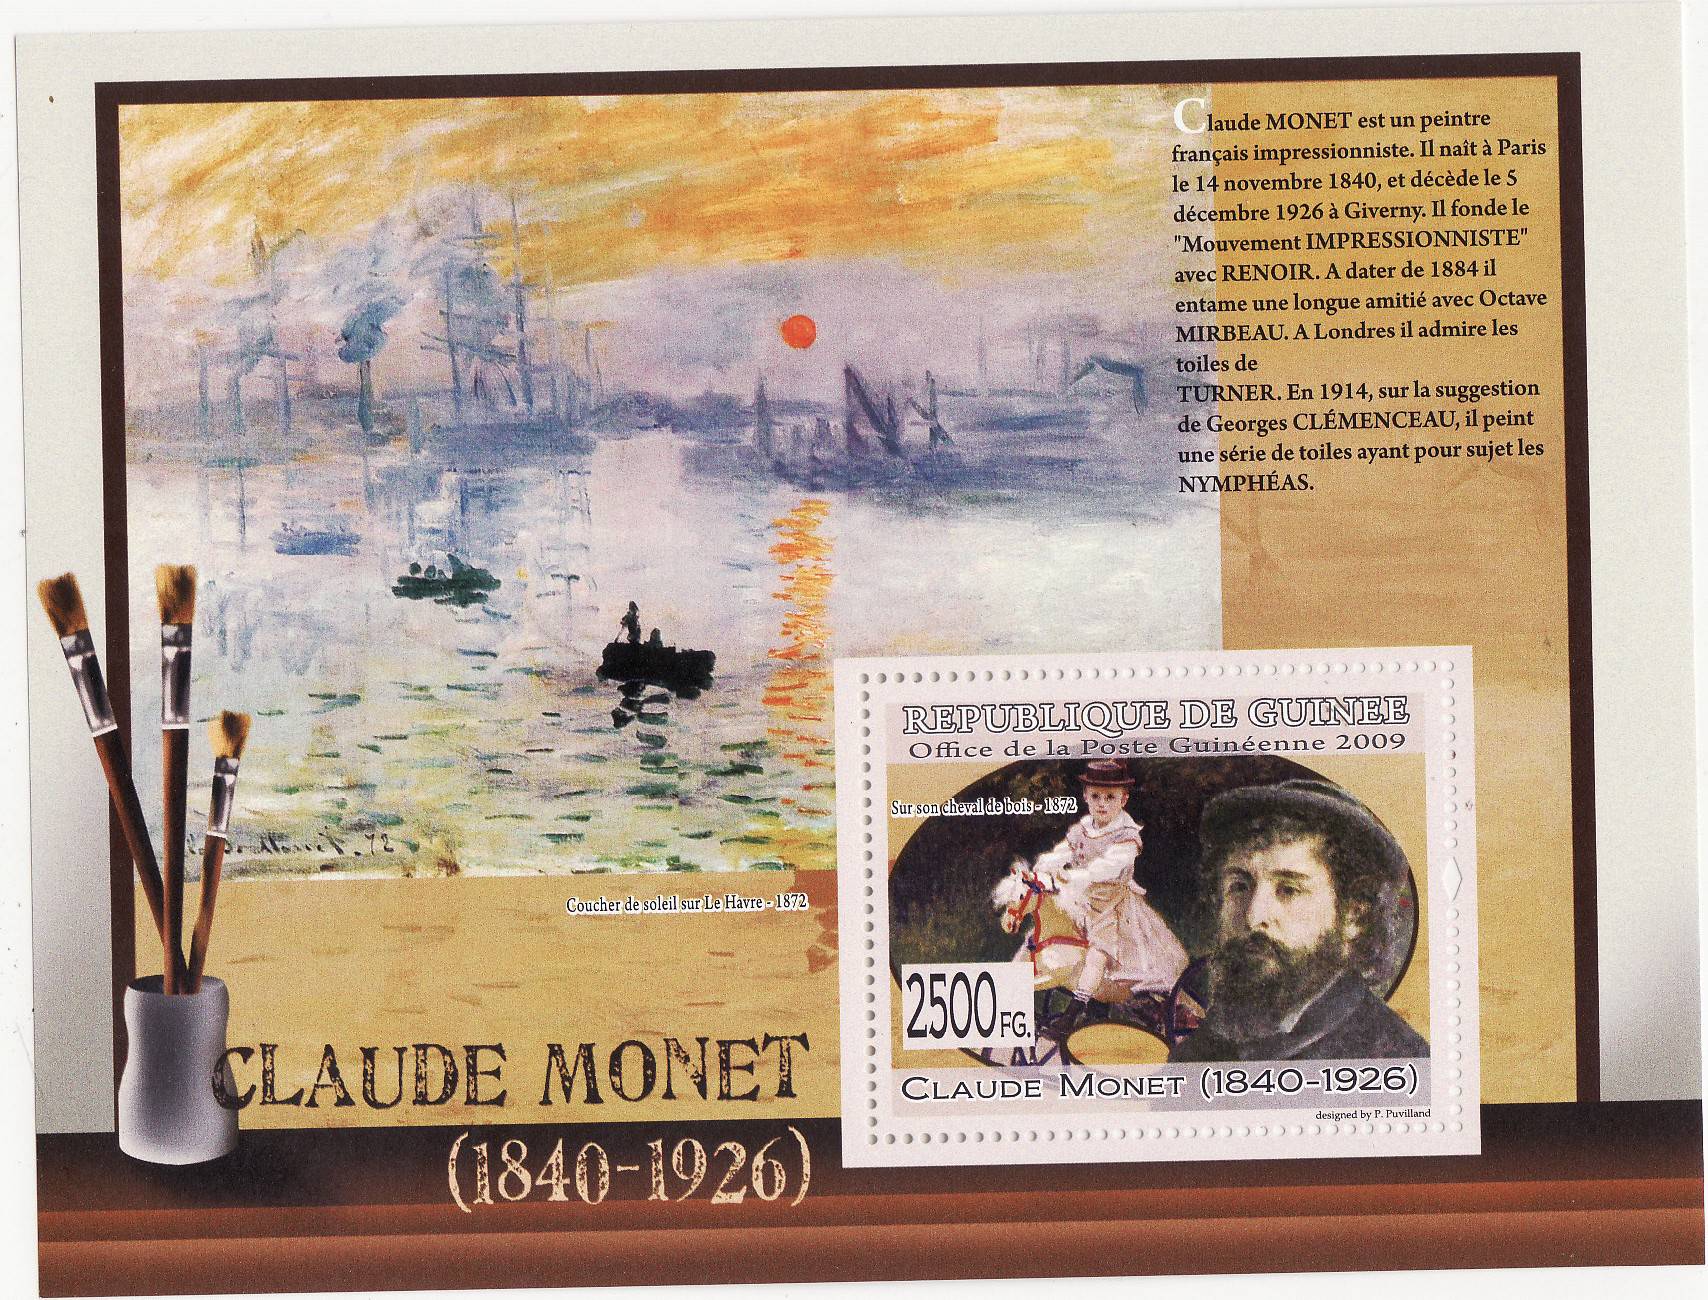 Claude MONET est un peintre
français impressionniste. Il naît à Paris
le 14 novembre 1840, et décède le 5
décembre 1926 à Giverny. Il fonde le
"Mouvement IMPRESSIONNISTE"
avec RENOIR. A dater de 1884 il
entame une longue amitié avec Octave
MIRBEAU. A Londres il admire les
toiles de
TURNER. En 1914, sur la suggestion
de Georges CLÉMENCEAU, il peint
une série de toiles ayant pour sujet les
NYMPHÉAS.
REPUBLIQUE DE GUINEE
Office de la Poste Guinéenne 2009
Sur son cheval de bois - 1872
2500 FG.
CLAUDE MONET (1840-1926)
designed by P. Puvilland
72
Coucher de soleil sur Le Havre - 1872
CLAUDE MONET
(1840-1926)